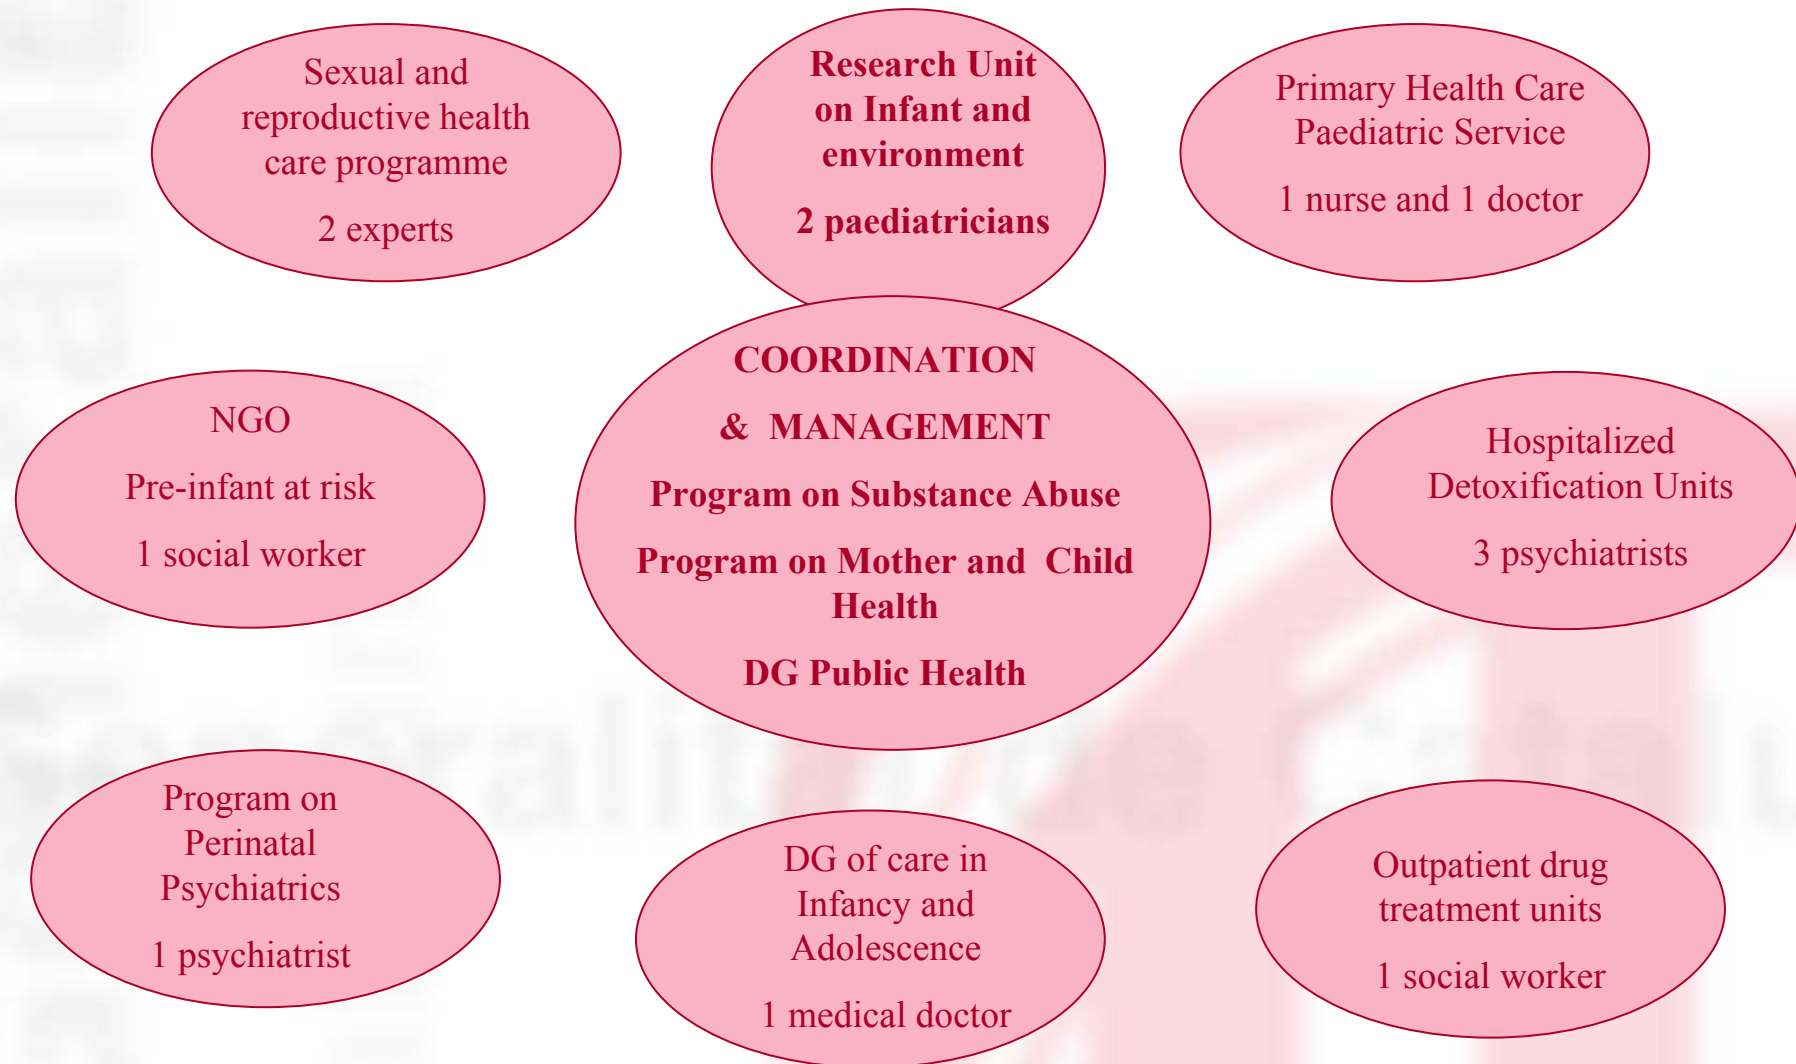 Sexual and
reproductive health
care programme
2 experts
Research Unit
on Infant and
environment
2 paediatricians
Primary Health Care
Paediatric Service
1 nurse and 1 doctor
NGO
Pre-infant at risk
1 social worker
COORDINATION
& MANAGEMENT
Program on Substance Abuse
Program on Mother and Child
Health
DG Public Health
Hospitalized
Detoxification Units
3 psychiatrists
Program on
Perinatal
Psychiatrics
1 psychiatrist
DG of care in
Infancy and
Adolescence
1 medical doctor
Outpatient drug
treatment units
1 social worker